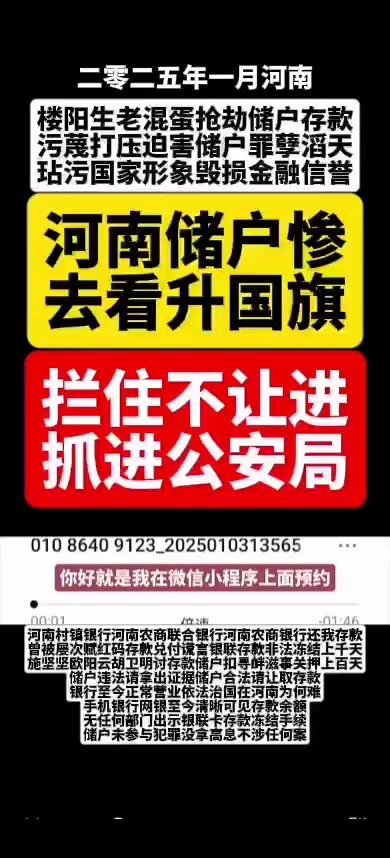 二零二五年一月河南
楼阳生老混蛋抢劫储户存款
污蔑打压迫害储户罪孽滔天
玷污国家形象毁损金融信誉
河南储户惨
去看升国旗
拦住不让进
抓进公安局
010 8640 9123_2025010313565
你好就是我在微信小程序上面预约
00:01 倍速 -01:46
河南村镇银行河南农商联合银行河南农商银行还我存款
曾被屡次赋红码存款兑付谎言银联存款非法冻结上千天
施坚坚欧阳云胡卫明讨存款储户扣寻衅滋事关押上百天
储户违法请拿出证据储户合法请让取存款
银行至今正常营业依法治国在河南为何难
手机银行网银至今清晰可见存款余额
无任何部门出示银联卡存款冻结手续
储户未参与犯罪没拿高息不涉任何案